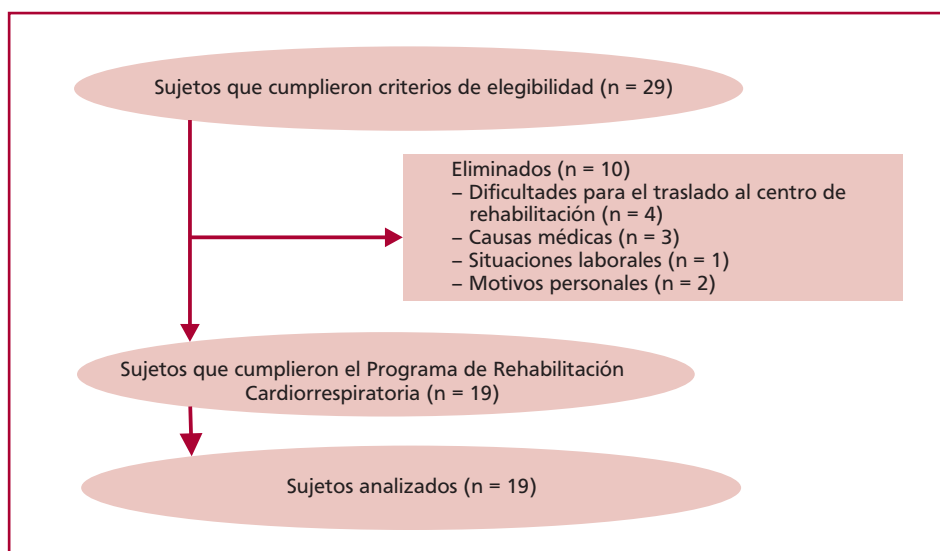 Sujetos que cumplieron criterios de elegibilidad (n = 29)
Eliminados (n = 10)
– Dificultades para el traslado al centro de
rehabilitación (n = 4)
– Causas médicas (n = 3)
– Situaciones laborales (n = 1)
– Motivos personales (n = 2)
Sujetos que cumplieron el Programa de Rehabilitación
Cardiorrespiratoria (n = 19)
Sujetos analizados (n = 19)